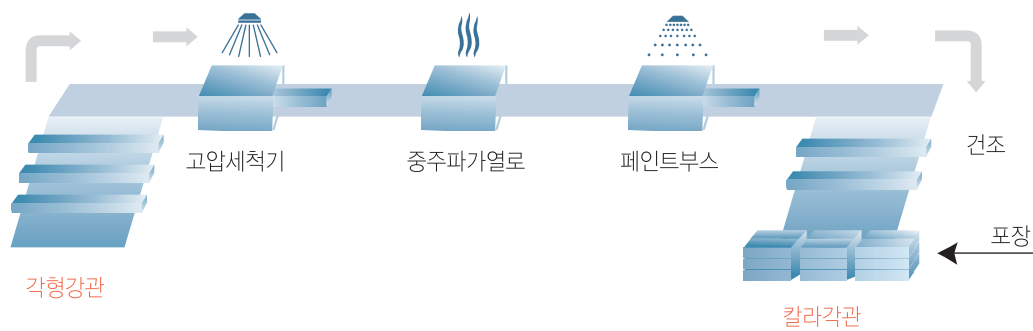 고압세척기
중주파가열로
페인트부스
건조
포장
각형강관
칼라각관